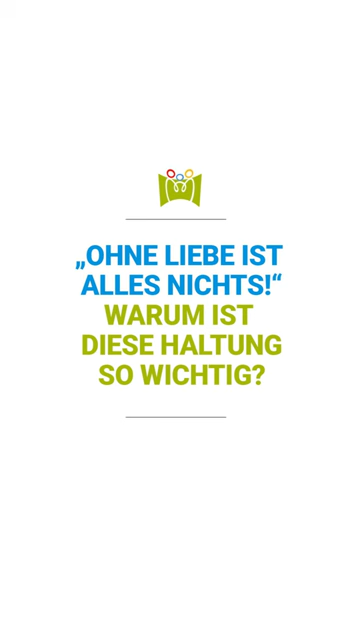 „OHNE LIEBE IST
ALLES NICHTS!“
WARUM IST
DIESE HALTUNG
SO WICHTIG?